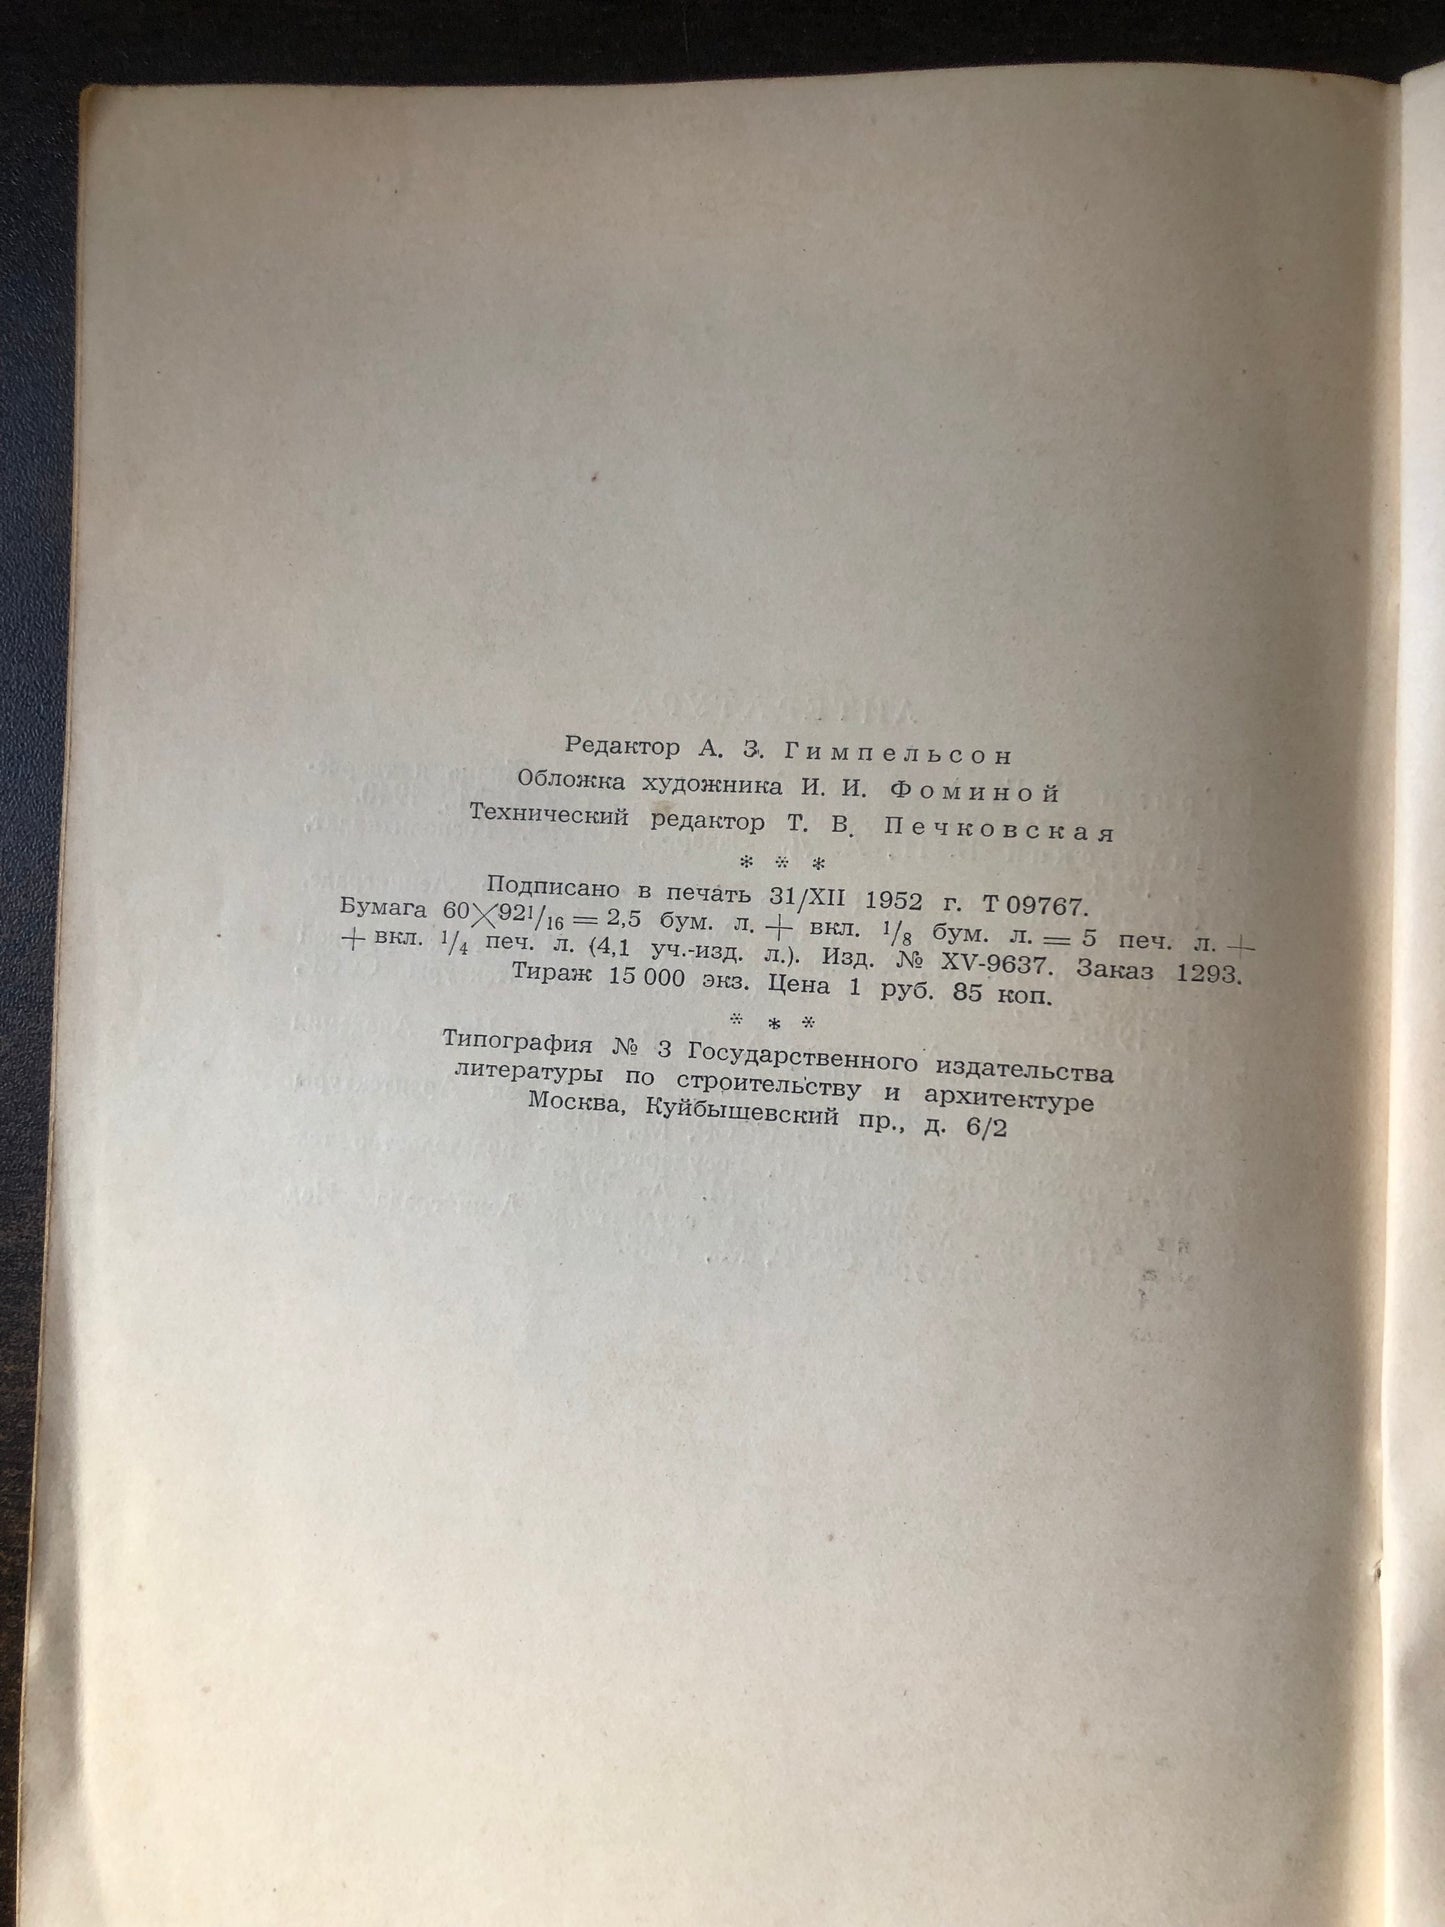 Редактор А. З. Гимпельсон
Обложка художника И. И. Фоминой
Технический редактор Т. В. Печковская
* * *
Подписано в печать 31/XII 1952 г. Т 09767.
Бумага 60×92 1/16 = 2,5 бум. л. + вкл. 1/8 бум. л. = 5 печ. л. +
+ вкл. 1/4 печ. л. (4,1 уч.-изд. л.). Изд. № XV-9637. Заказ 1293.
Тираж 15 000 экз. Цена 1 руб. 85 коп.
* * *
Типография № 3 Государственного издательства
литературы по строительству и архитектуре
Москва, Куйбышевский пр., д. 6/2